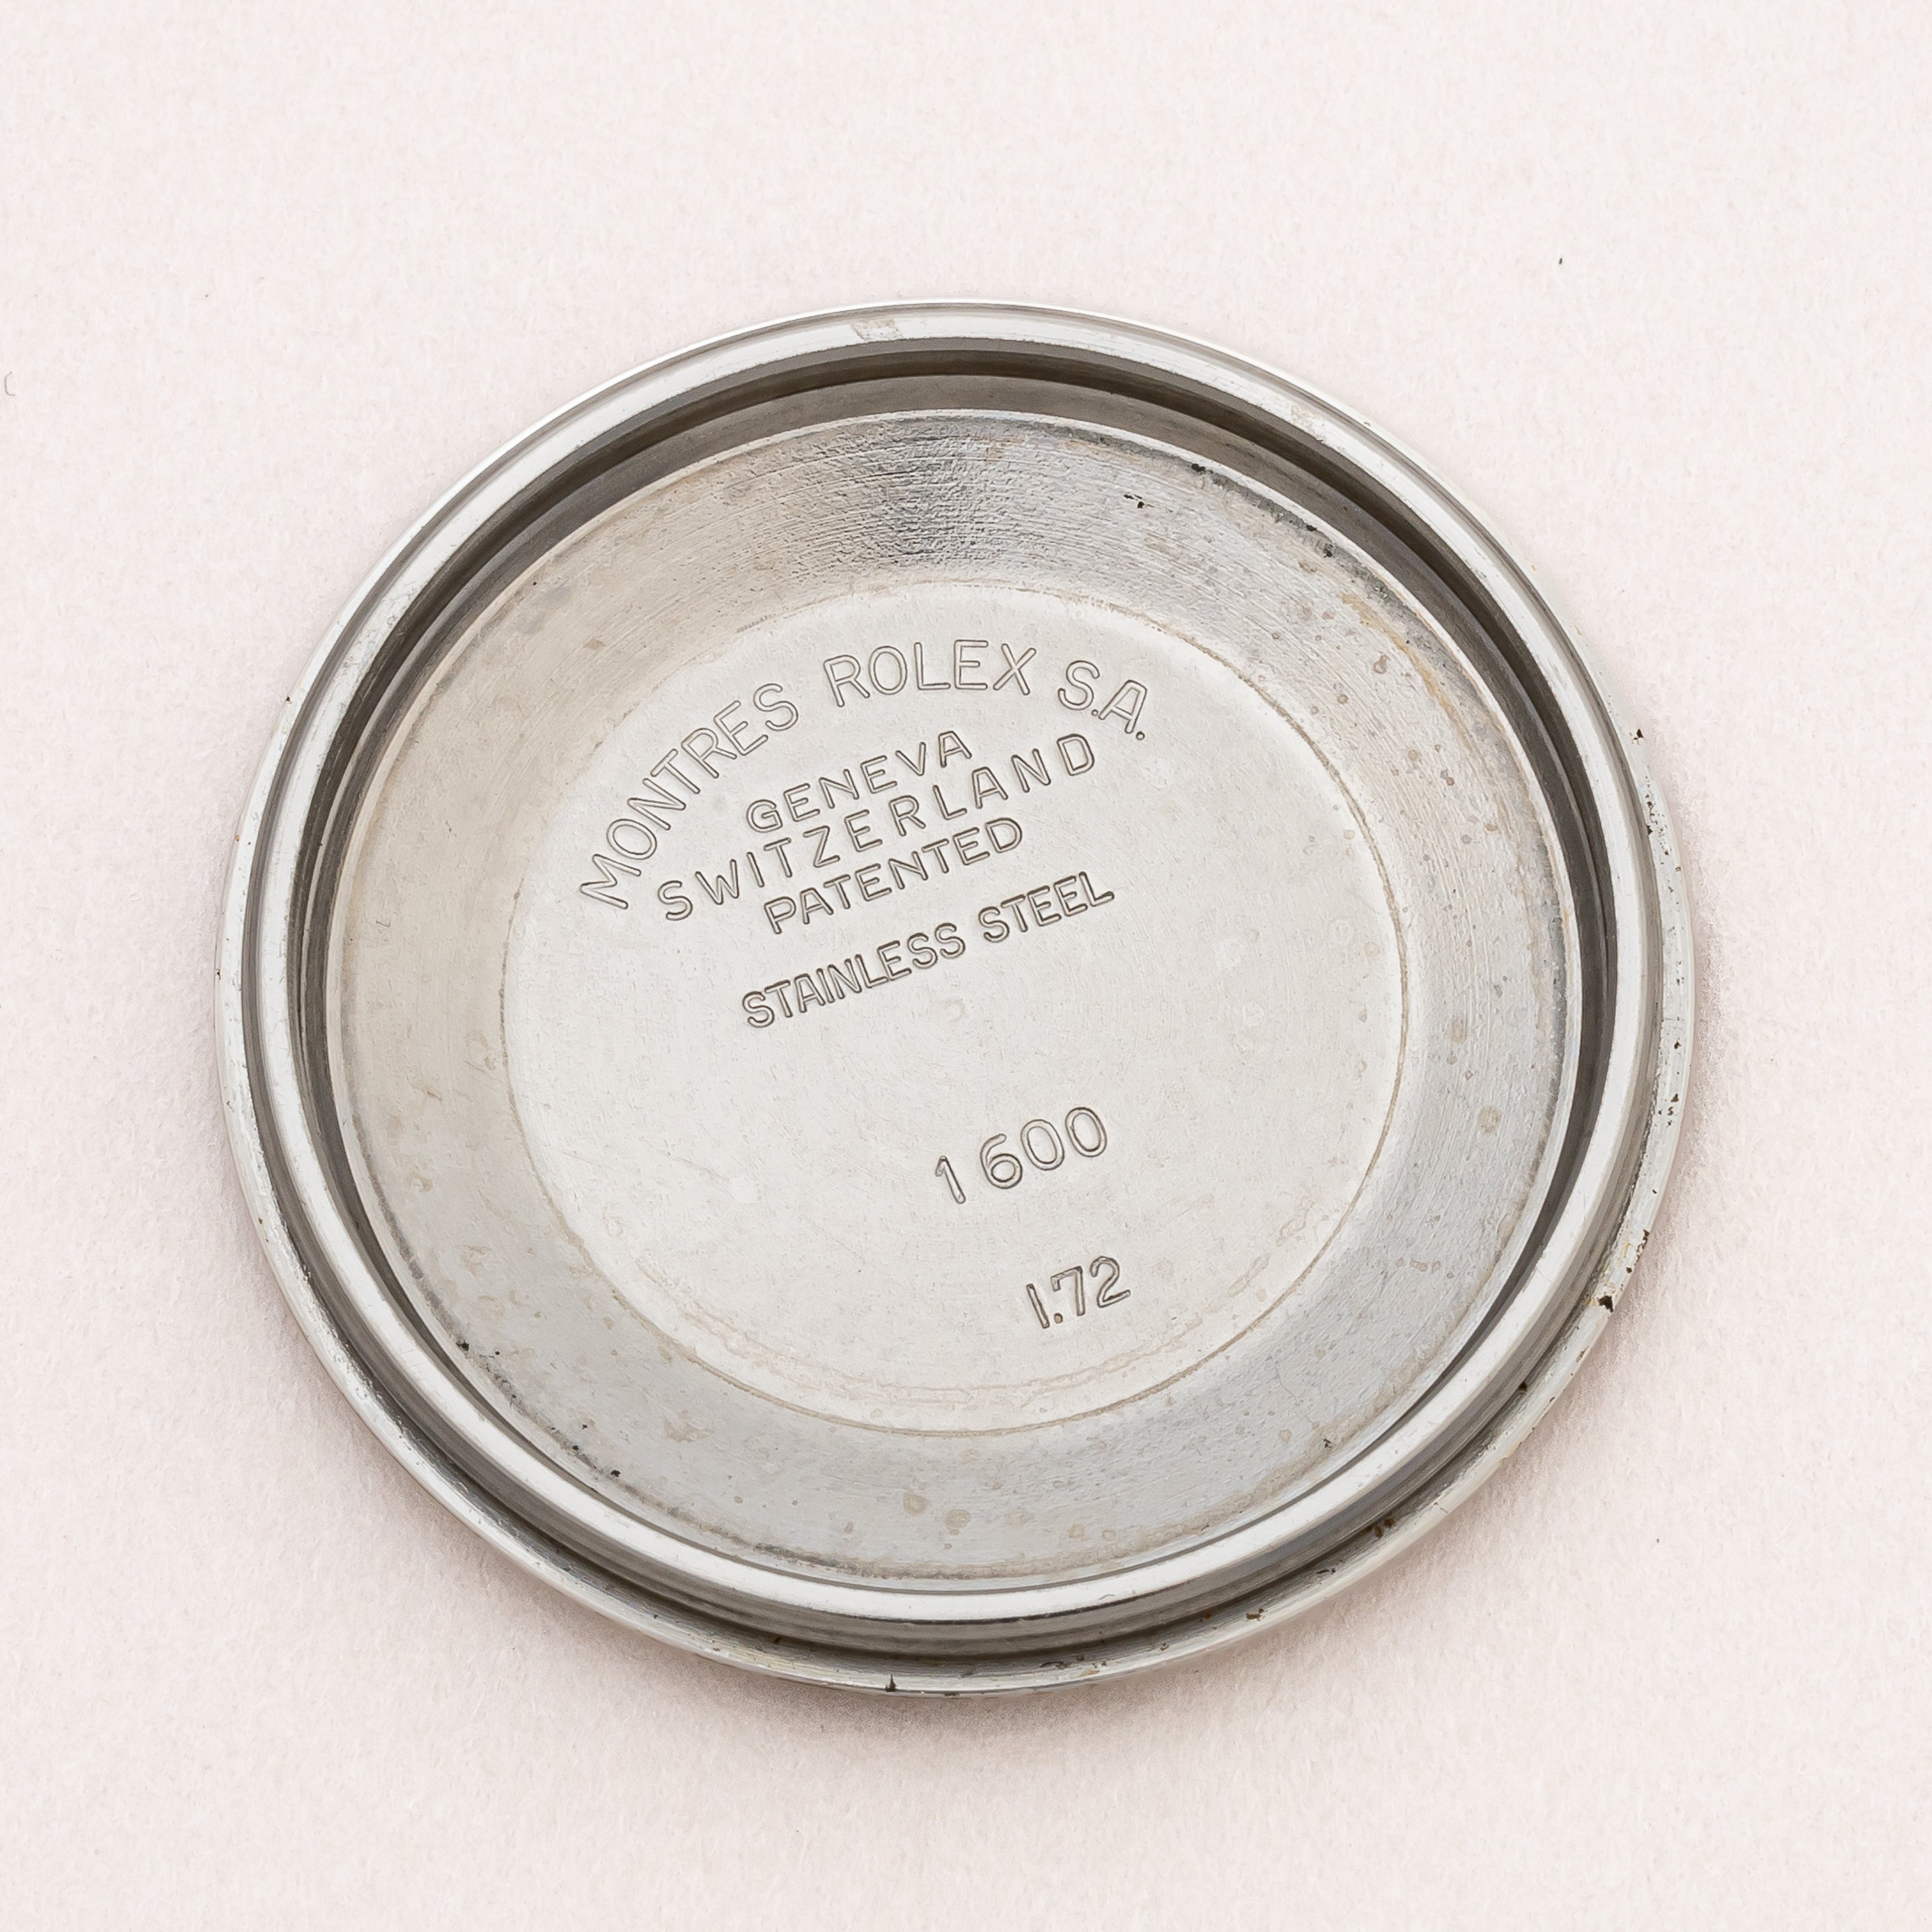 MONTRES ROLEX S.A.
GENEVA
SWITZERLAND
PATENTED
STAINLESS STEEL
1600
I.72